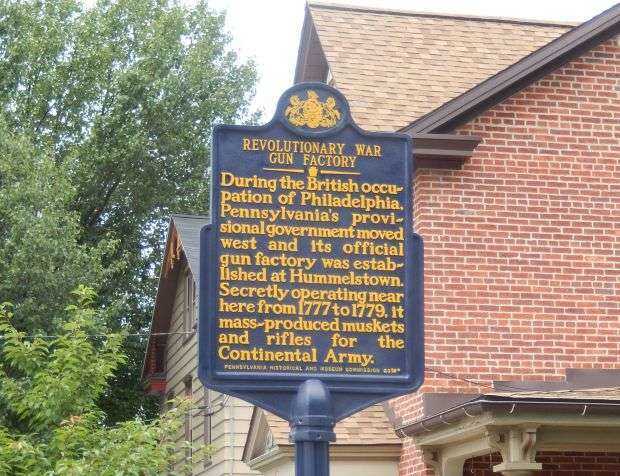 REVOLUTIONARY WAR
GUN FACTORY
During the British occu-
pation of Philadelphia,
Pennsylvania's provi-
sional government moved
west and its official
gun factory was estab-
lished at Hummelstown.
Secretly operating near
here from 1777 to 1779, it
mass-produced muskets
and rifles for the
Continental Army.
PENNSYLVANIA HISTORICAL AND MUSEUM COMMISSION